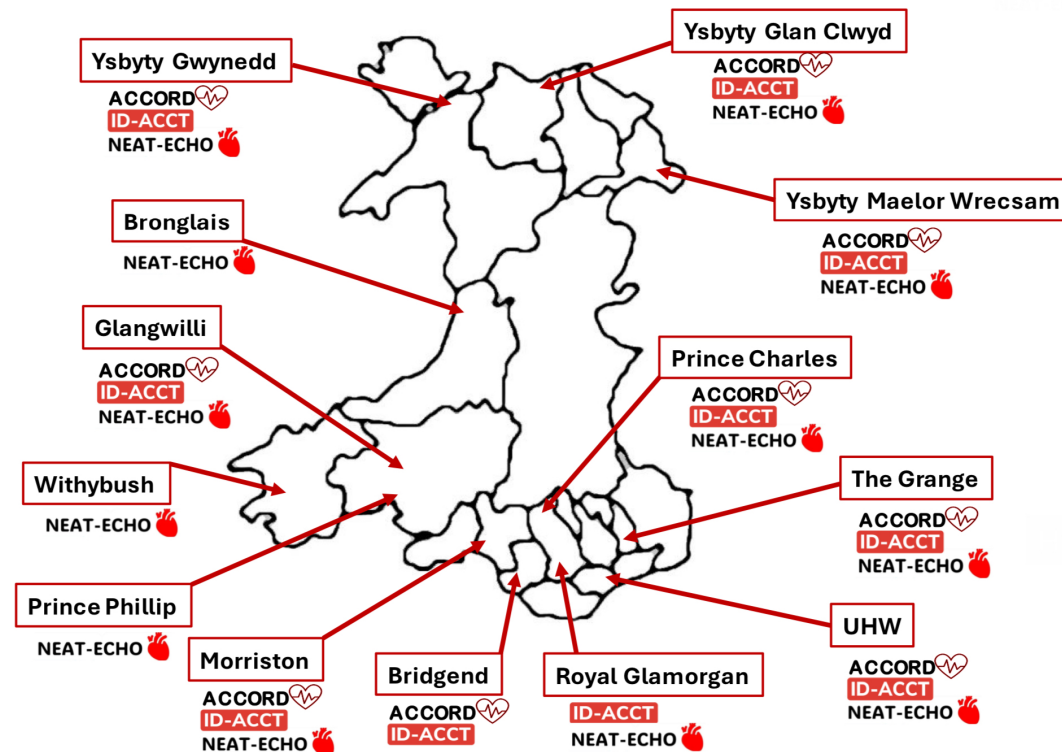 Ysbyty Gwynedd
ACCORD
ID-ACCT
NEAT-ECHO
Ysbyty Glan Clwyd
ACCORD
ID-ACCT
NEAT-ECHO
Ysbyty Maelor Wrecsam
ACCORD
ID-ACCT
NEAT-ECHO
Bronglais
NEAT-ECHO
Glangwilli
ACCORD
ID-ACCT
NEAT-ECHO
Prince Charles
ACCORD
ID-ACCT
NEAT-ECHO
Withybush
NEAT-ECHO
The Grange
ACCORD
ID-ACCT
NEAT-ECHO
Prince Phillip
NEAT-ECHO
Morriston
ACCORD
ID-ACCT
NEAT-ECHO
Bridgend
ACCORD
ID-ACCT
Royal Glamorgan
ID-ACCT
NEAT-ECHO
UHW
ACCORD
ID-ACCT
NEAT-ECHO